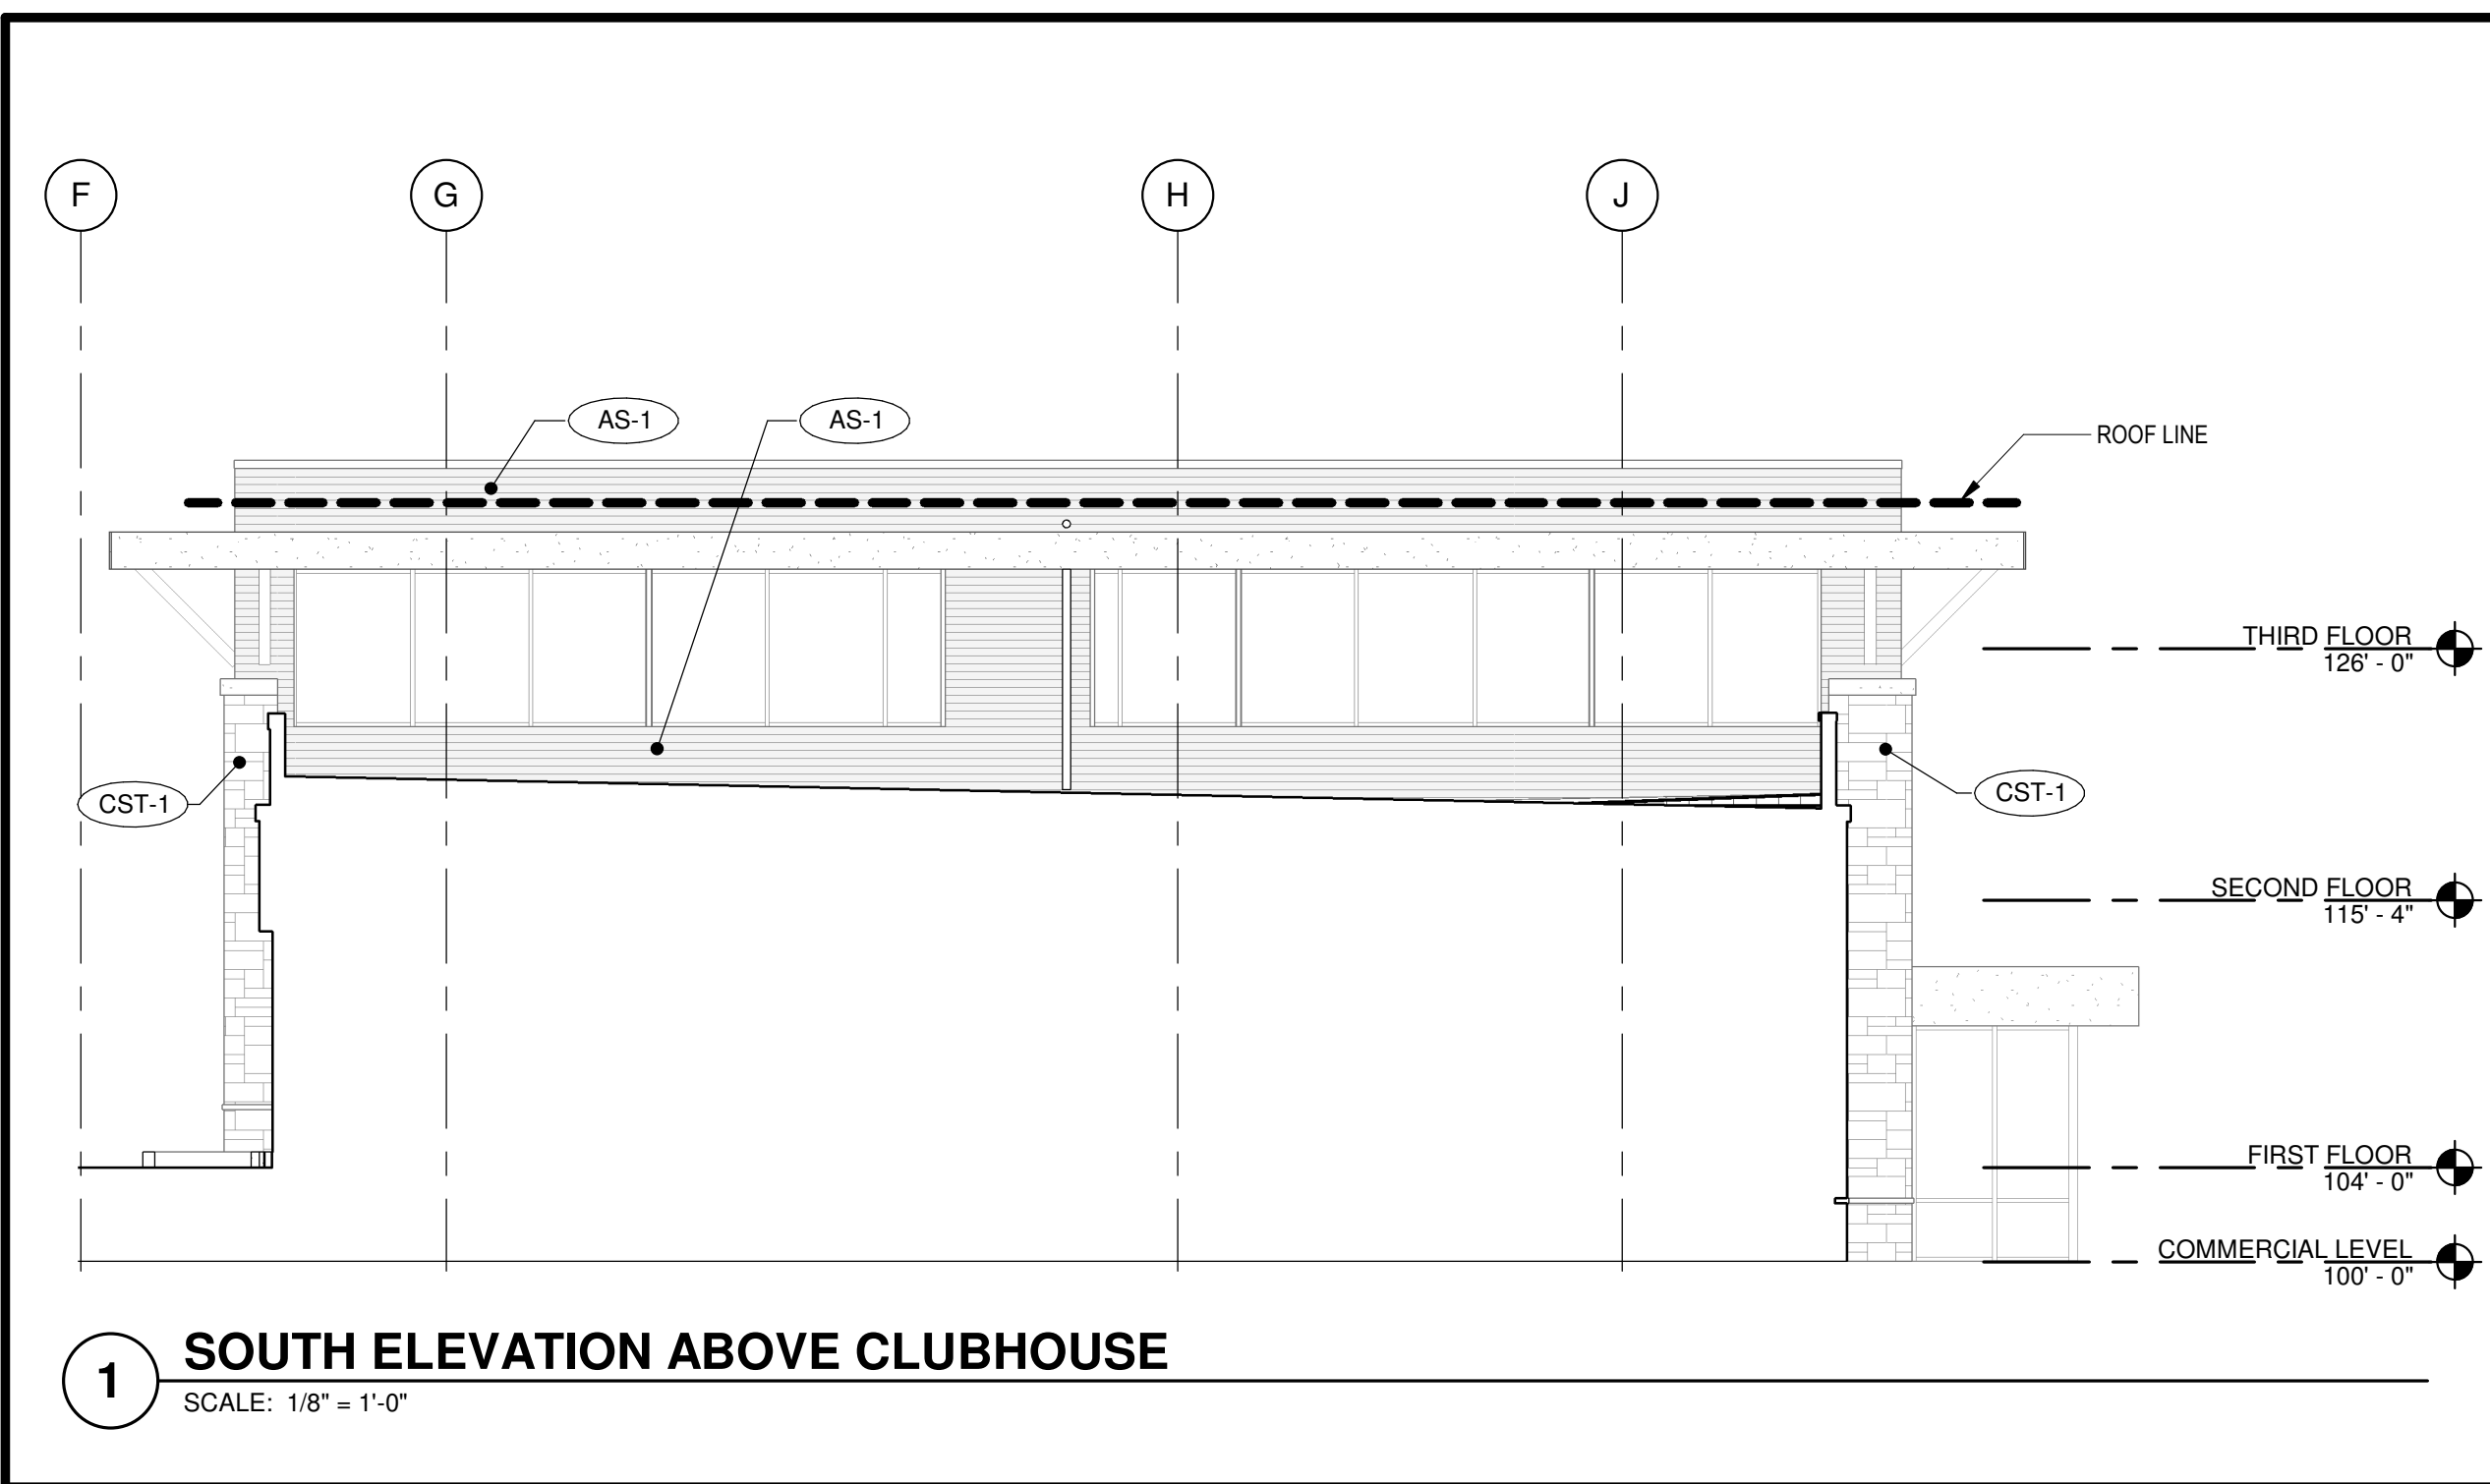 F
G
H
J
AS-1
AS-1
ROOF LINE
THIRD FLOOR
126' - 0"
CST-1
CST-1
SECOND FLOOR
115' - 4"
FIRST FLOOR
104' - 0"
COMMERCIAL LEVEL
100' - 0"
1
SOUTH ELEVATION ABOVE CLUBHOUSE
SCALE: 1/8" = 1'-0"